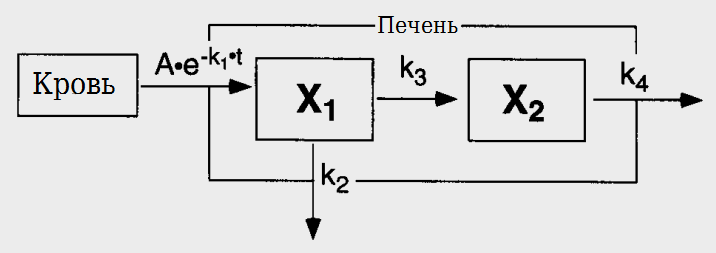 Печень
Кровь
A•e-k₁•t
X₁
k₃
X₂
k₄
k₂